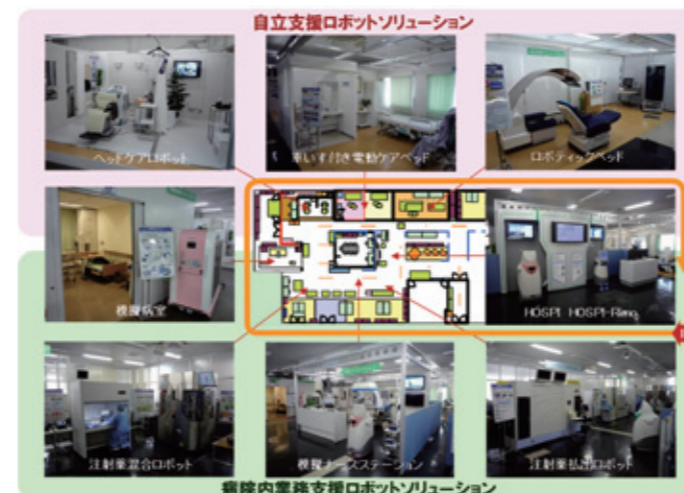 自立支援ロボットソリューション
ヘッドケアロボット
車いす付き電動ケアベッド
ロボティックベッド
模擬病室
HOSPI HOSPI-Rimo
注射薬混合ロボット
模擬ナースステーション
注射薬払出ロボット
病院内業務支援ロボットソリューション